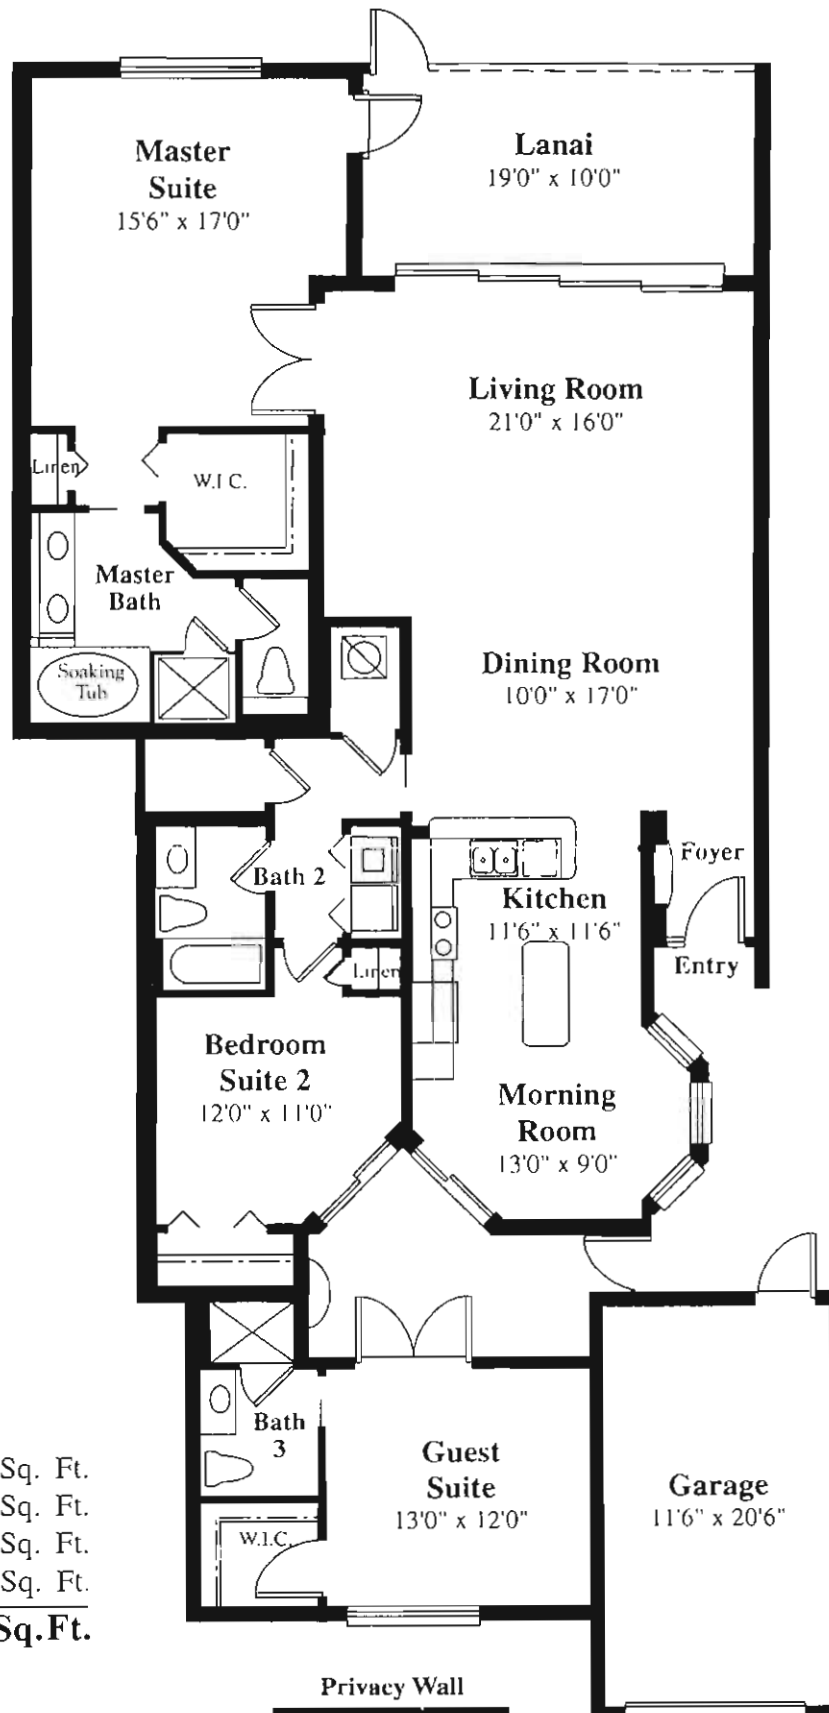 Master
Suite
15'6" x 17'0"
Lanai
19'0" x 10'0"
Living Room
21'0" x 16'0"
Linen
W.I.C.
Master
Bath
Soaking
Tub
Dining Room
10'0" x 17'0"
Foyer
Bath 2
Kitchen
11'6" x 11'6"
Entry
Linen
Bedroom
Suite 2
12'0" x 11'0"
Morning
Room
13'0" x 9'0"
Bath
3
Guest
Suite
13'0" x 12'0"
W.I.C.
Garage
11'6" x 20'6"
Sq. Ft.
Sq. Ft.
Sq. Ft.
Sq. Ft.
Sq.Ft.
Privacy Wall